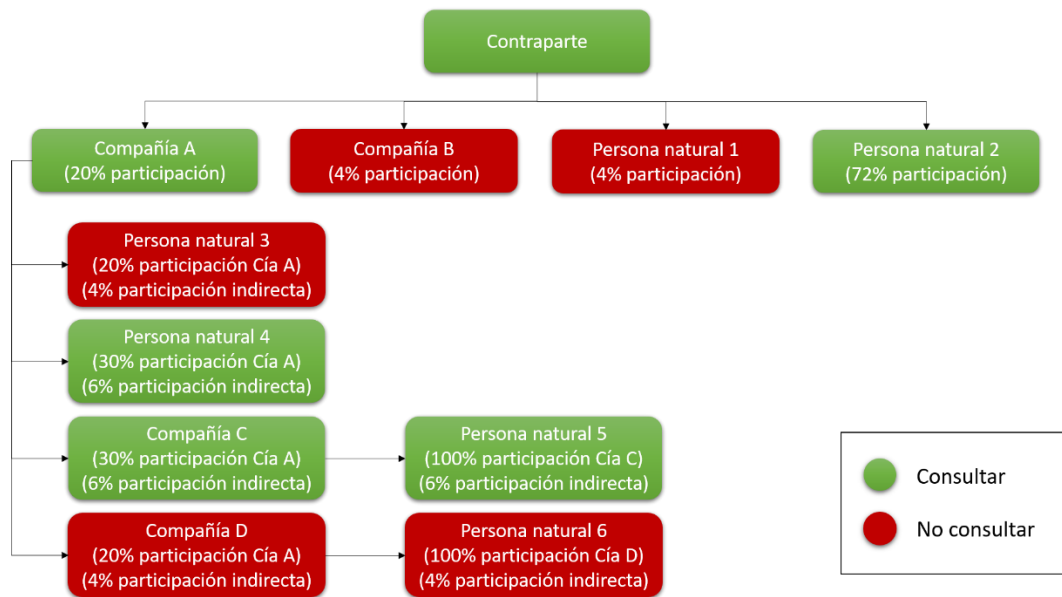 Contraparte
Compañía A
(20% participación)
Compañía B
(4% participación)
Persona natural 1
(4% participación)
Persona natural 2
(72% participación)
Persona natural 3
(20% participación Cía A)
(4% participación indirecta)
Persona natural 4
(30% participación Cía A)
(6% participación indirecta)
Compañía C
(30% participación Cía A)
(6% participación indirecta)
Persona natural 5
(100% participación Cía C)
(6% participación indirecta)
Compañía D
(20% participación Cía A)
(4% participación indirecta)
Persona natural 6
(100% participación Cía D)
(4% participación indirecta)
Consultar
No consultar